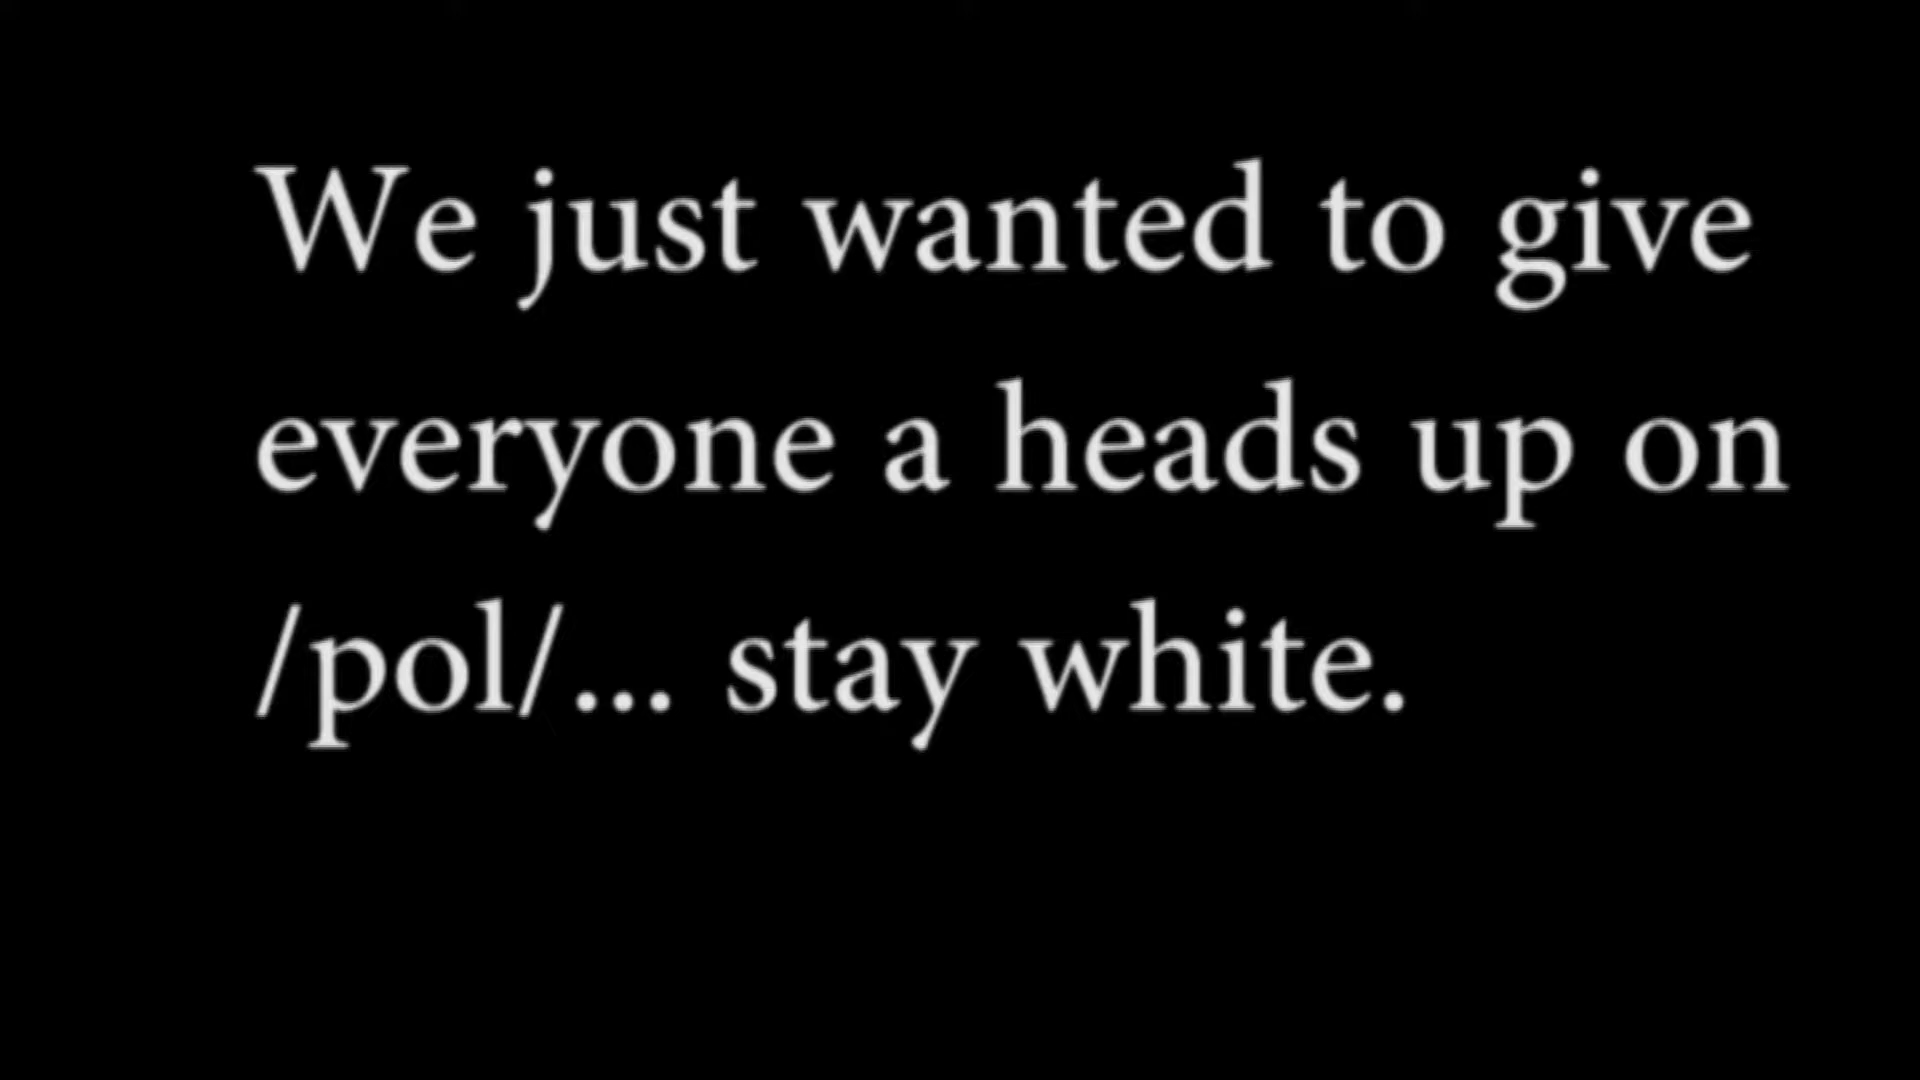 We just wanted to give
everyone a heads up on
/pol/... stay white.